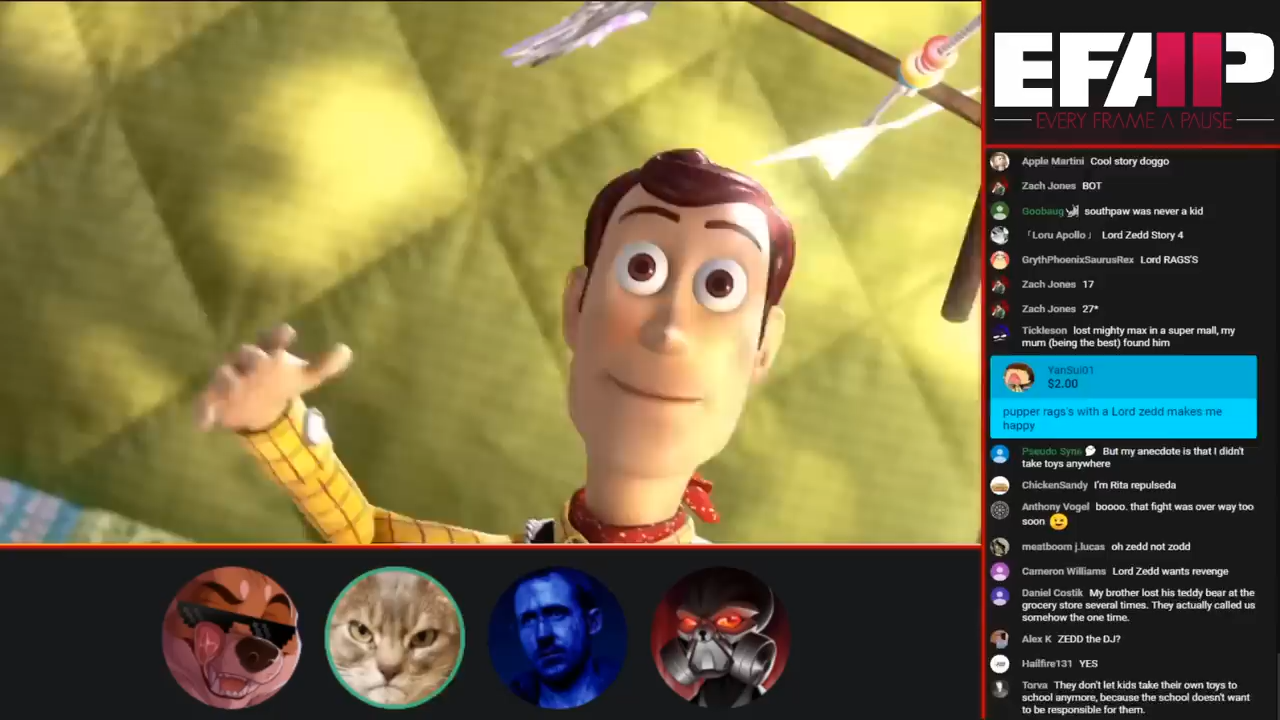 EFAP
EVERY FRAME A PAUSE
Apple Martini Cool story doggo
Zach Jones BOT
Goobaug southpaw was never a kid
「Loru Apollo」 Lord Zedd Story 4
GrythPhoenixSaurusRex Lord RAGS'S
Zach Jones 17
Zach Jones 27*
Tickleson lost mighty max in a super mall, my
mum (being the best) found him
YanSui01
$2.00
pupper rags's with a Lord zedd makes me
happy
Pseudo Sync But my anecdote is that I didn't
take toys anywhere
ChickenSandy I'm Rita repulseda
Anthony Vogel boooo. that fight was over way too
soon
meatboom j.lucas oh zedd not zodd
Cameron Williams Lord Zedd wants revenge
Daniel Costik My brother lost his teddy bear at the
grocery store several times. They actually called us
somehow the one time.
Alex K ZEDD the DJ?
Hailfire131 YES
Torva They don't let kids take their own toys to
school anymore, because the school doesn't want
to be responsible for them.